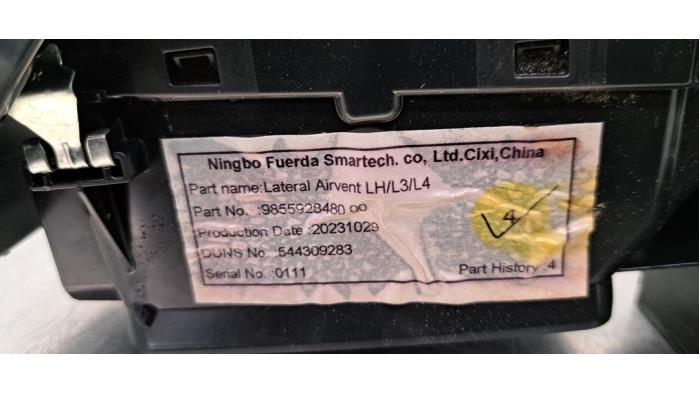 Ningbo Fuerda Smartech. co, Ltd.Cixi,China
Part name:Lateral Airvent LH/L3/L4
Part No. :9855928480 00
Production Date :20231029
DUNS No :544309283
Serial No. :0111
4
Part History :4